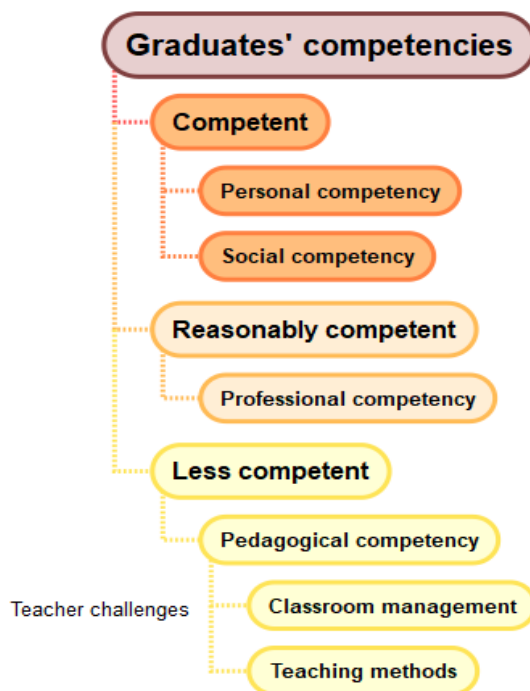 Graduates' competencies
Competent
Personal competency
Social competency
Reasonably competent
Professional competency
Less competent
Pedagogical competency
Teacher challenges
Classroom management
Teaching methods